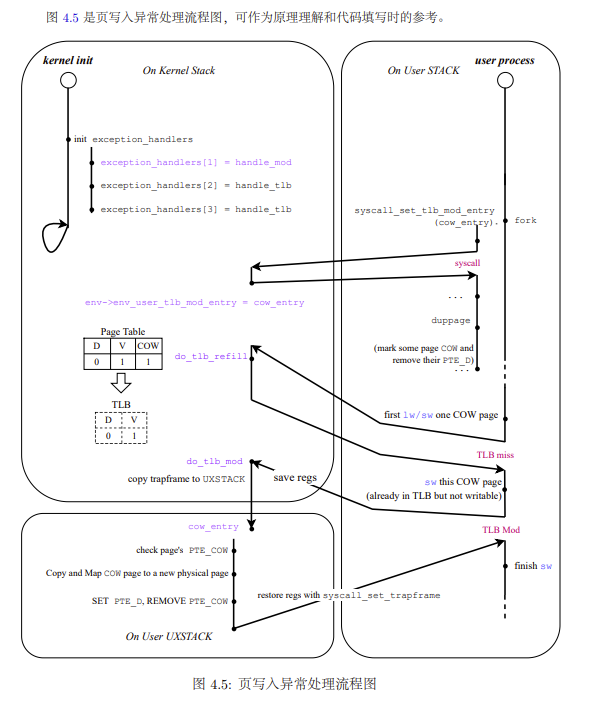 图 4.5 是页写入异常处理流程图，可作为原理理解和代码填写时的参考。
kernel init
On Kernel Stack
init exception_handlers
exception_handlers[1] = handle_mod
exception_handlers[2] = handle_tlb
exception_handlers[3] = handle_tlb
env->env_user_tlb_mod_entry = cow_entry
Page Table
D V COW
0 1 1
do_tlb_refill
TLB
D V
0 1
do_tlb_mod
copy trapframe to UXSTACK
save regs
On User STACK
user process
syscall_set_tlb_mod_entry
(cow_entry).
fork
syscall
...
duppage
(mark some page COW and
remove their PTE_D)
...
first lw/sw one COW page
TLB miss
sw this COW page
(already in TLB but not writable)
TLB Mod
finish sw
cow_entry
check page's PTE_COW
Copy and Map COW page to a new physical page
SET PTE_D, REMOVE PTE_COW
restore regs with syscall_set_trapframe
On User UXSTACK
图 4.5: 页写入异常处理流程图